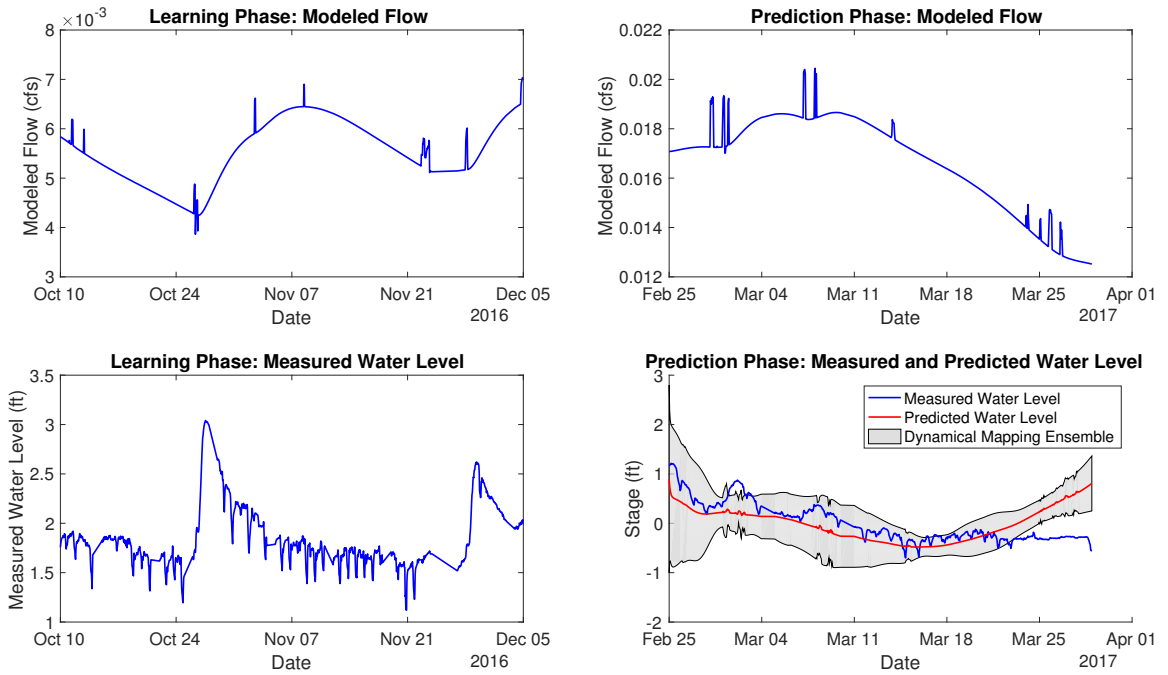 Learning Phase: Modeled Flow
×10⁻³
8
7
6
5
4
3
Modeled Flow (cfs)
Oct 10
Oct 24
Nov 07
Nov 21
Dec 05
Date
2016
Prediction Phase: Modeled Flow
0.022
0.02
0.018
0.016
0.014
0.012
Modeled Flow (cfs)
Feb 25
Mar 04
Mar 11
Mar 18
Mar 25
Apr 01
Date
2017
Learning Phase: Measured Water Level
3.5
3
2.5
2
1.5
1
Measured Water Level (ft)
Oct 10
Oct 24
Nov 07
Nov 21
Dec 05
Date
2016
Prediction Phase: Measured and Predicted Water Level
3
2
1
0
-1
-2
Stage (ft)
Measured Water Level
Predicted Water Level
Dynamical Mapping Ensemble
Feb 25
Mar 04
Mar 11
Mar 18
Mar 25
Apr 01
Date
2017